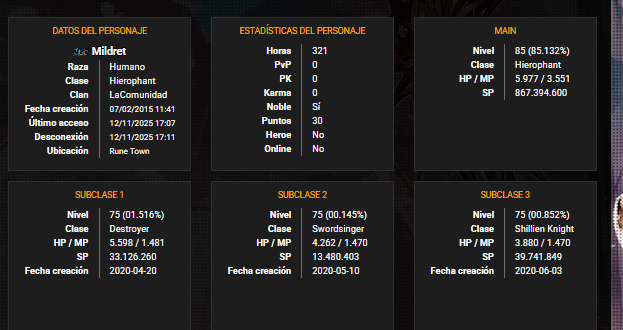 DATOS DEL PERSONAJE
Mildret
Raza Humano
Clase Hierophant
Clan LaComunidad
Fecha creación 07/02/2015 11:41
Último acceso 12/11/2025 17:07
Desconexión 12/11/2025 17:11
Ubicación Rune Town
ESTADÍSTICAS DEL PERSONAJE
Horas 321
PvP 0
PK 0
Karma 0
Noble Sí
Puntos 30
Heroe No
Online No
MAIN
Nivel 85 (85.132%)
Clase Hierophant
HP / MP 5.977 / 3.551
SP 867.394.600
SUBCLASE 1
Nivel 75 (01.516%)
Clase Destroyer
HP / MP 5.598 / 1.481
SP 33.126.260
Fecha creación 2020-04-20
SUBCLASE 2
Nivel 75 (00.145%)
Clase Swordsinger
HP / MP 4.262 / 1.470
SP 13.480.403
Fecha creación 2020-05-10
SUBCLASE 3
Nivel 75 (00.852%)
Clase Shillien Knight
HP / MP 3.880 / 1.470
SP 39.741.849
Fecha creación 2020-06-03